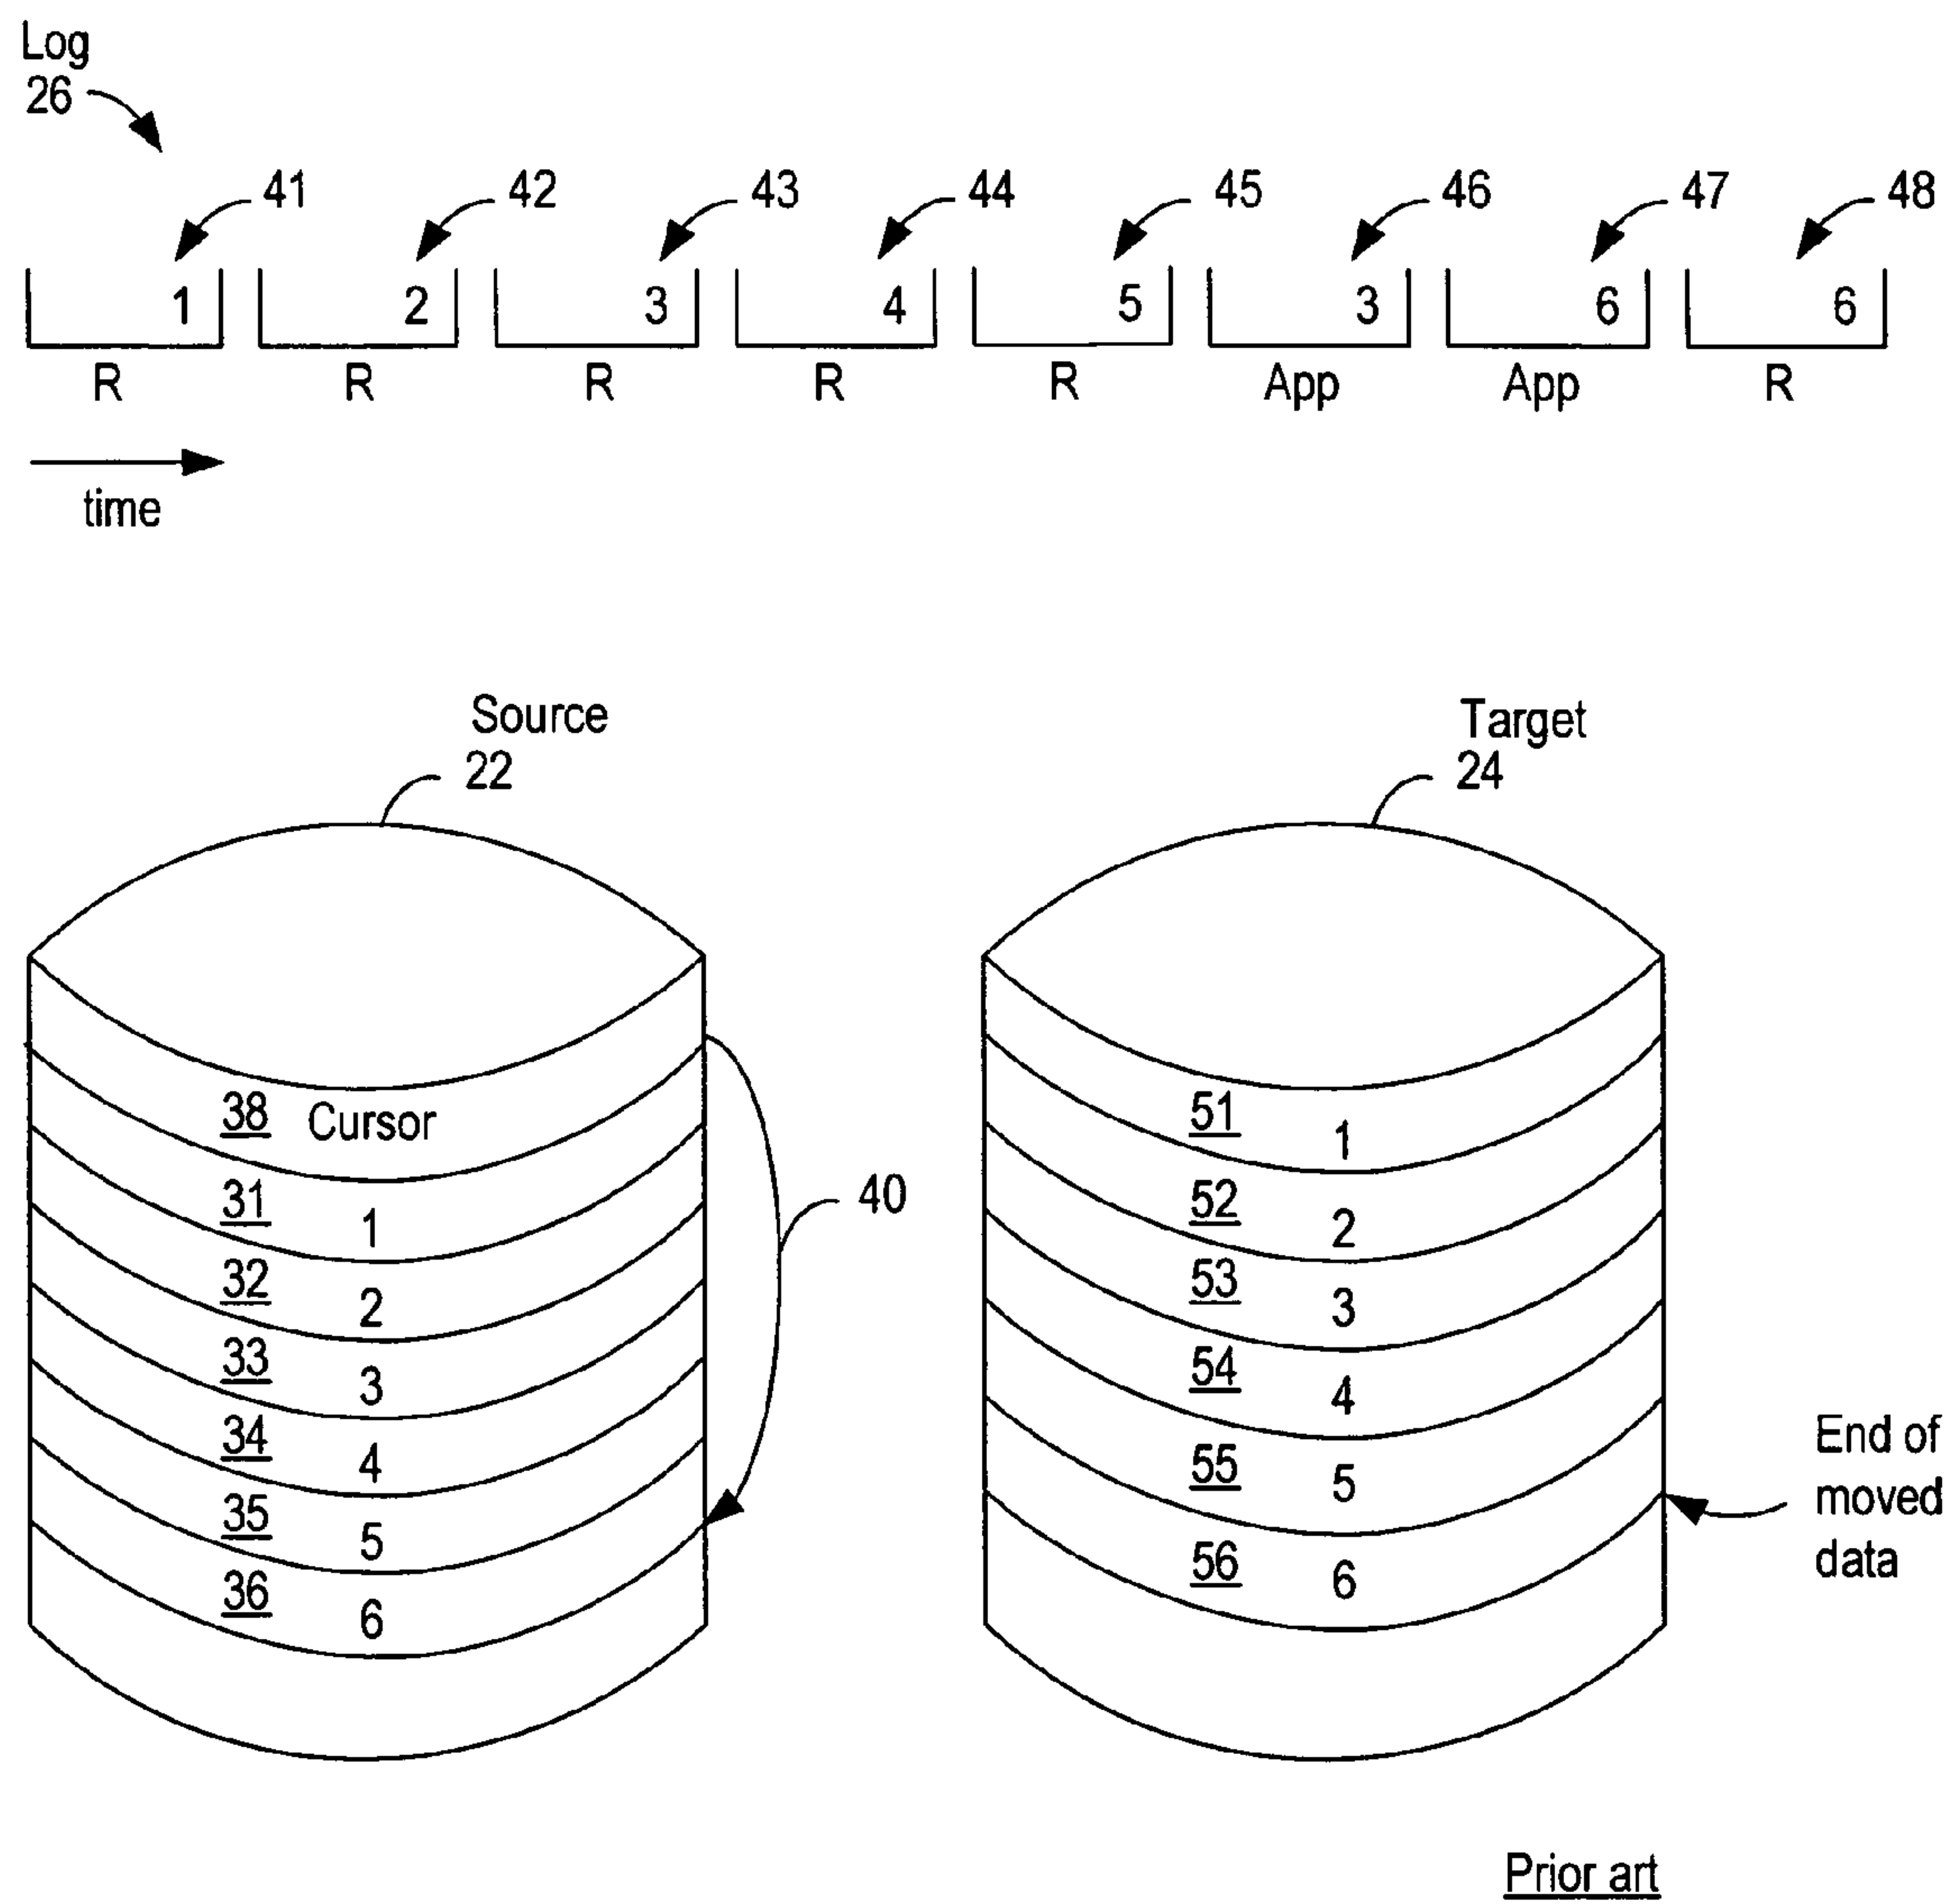 Log
26
41 42 43 44 45 46 47 48
1 2 3 4 5 3 6 6
R R R R R App App R
time
Source
22
Target
24
38 Cursor
31 1
32 2
33 3
34 4
35 5
36 6
40
51 1
52 2
53 3
54 4
55 5
56 6
End of
moved
data
Prior art